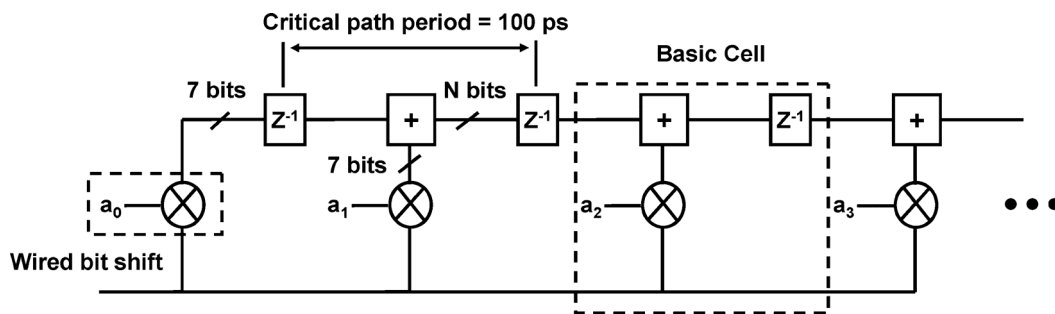 Critical path period = 100 ps
Basic Cell
7 bits
N bits
Z⁻¹
+
Z⁻¹
+
Z⁻¹
+
7 bits
a₀
a₁
a₂
a₃
Wired bit shift